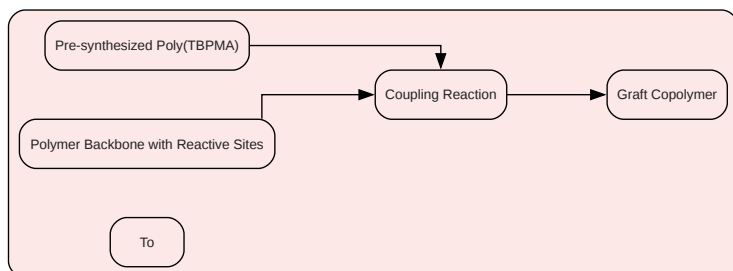 Pre-synthesized Poly(TBPMA)
Coupling Reaction
Graft Copolymer
Polymer Backbone with Reactive Sites
To